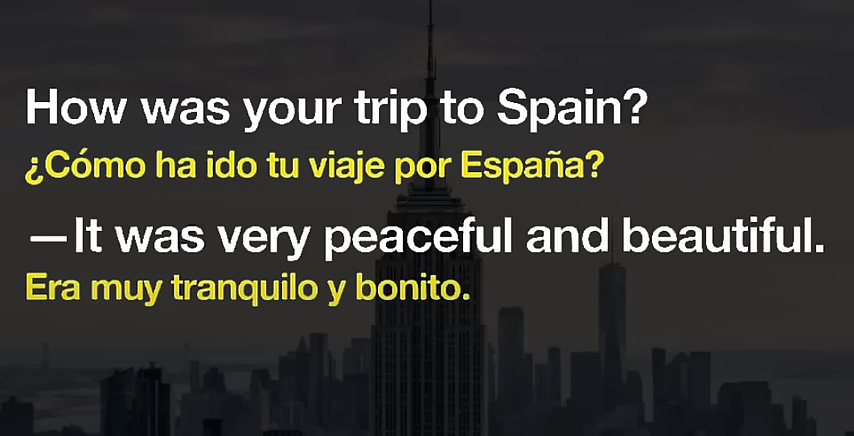 How was your trip to Spain?
¿Cómo ha ido tu viaje por España?
—It was very peaceful and beautiful.
Era muy tranquilo y bonito.